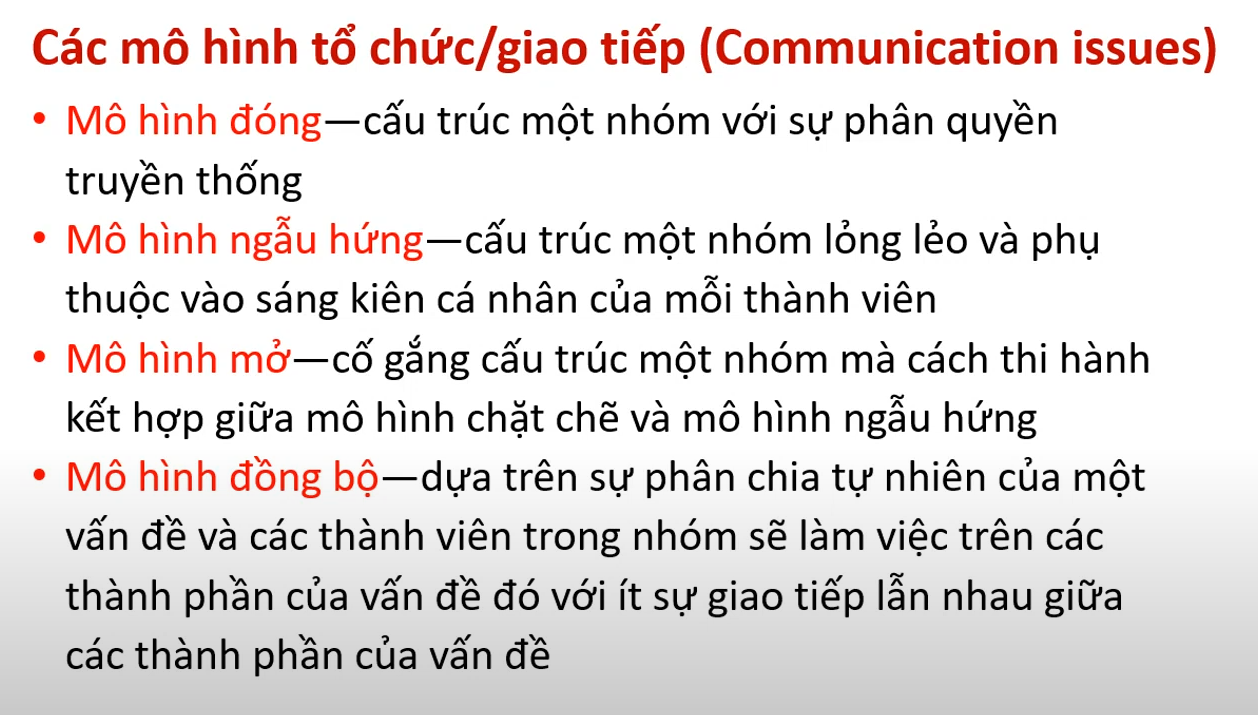 Các mô hình tổ chức/giao tiếp (Communication issues)
• Mô hình đóng—cấu trúc một nhóm với sự phân quyền
truyền thống
• Mô hình ngẫu hứng—cấu trúc một nhóm lỏng lẻo và phụ
thuộc vào sáng kiên cá nhân của mỗi thành viên
• Mô hình mở—cố gắng cấu trúc một nhóm mà cách thi hành
kết hợp giữa mô hình chặt chẽ và mô hình ngẫu hứng
• Mô hình đồng bộ—dựa trên sự phân chia tự nhiên của một
vấn đề và các thành viên trong nhóm sẽ làm việc trên các
thành phần của vấn đề đó với ít sự giao tiếp lẫn nhau giữa
các thành phần của vấn đề